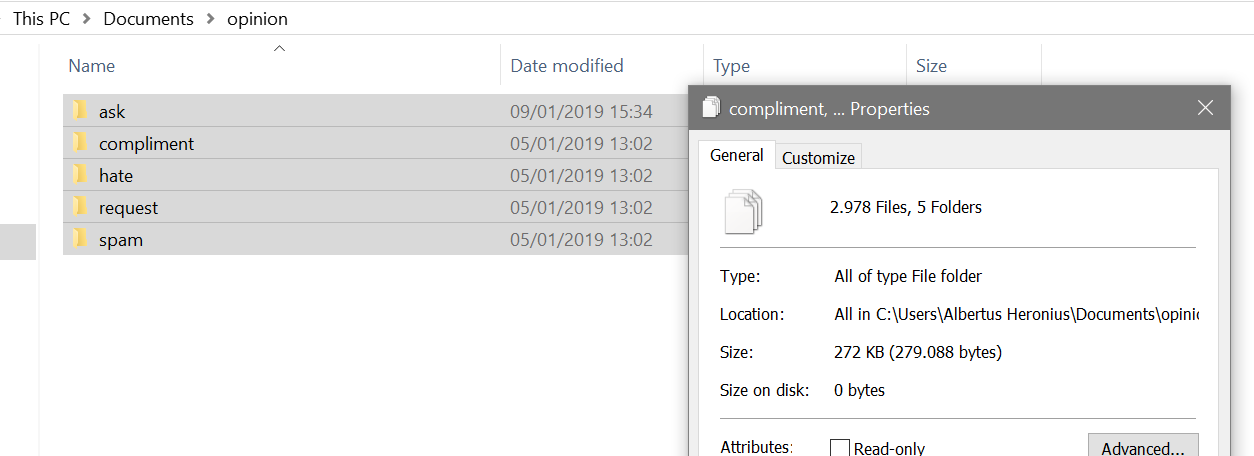 This PC > Documents > opinion
Name Date modified Type Size
ask 09/01/2019 15:34
compliment 05/01/2019 13:02
hate 05/01/2019 13:02
request 05/01/2019 13:02
spam 05/01/2019 13:02
compliment, ... Properties
General Customize
2.978 Files, 5 Folders
Type: All of type File folder
Location: All in C:\Users\Albertus Heronius\Documents\opinio
Size: 272 KB (279.088 bytes)
Size on disk: 0 bytes
Attributes: Read-only Advanced...